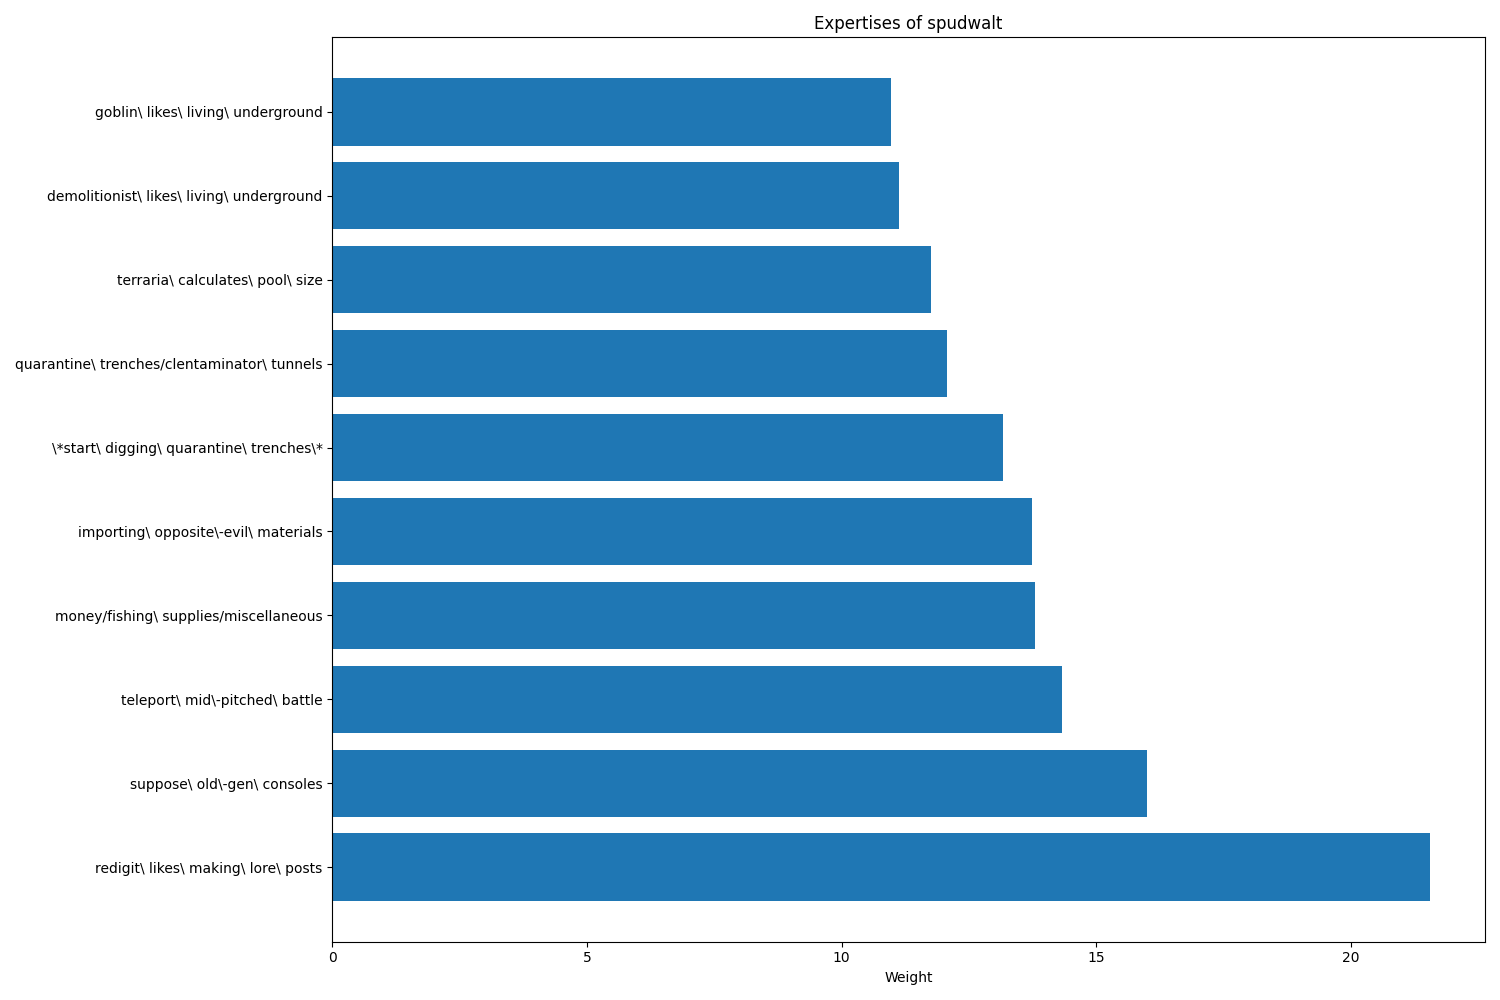 Expertises of spudwalt
goblin\ likes\ living\ underground
demolitionist\ likes\ living\ underground
terraria\ calculates\ pool\ size
quarantine\ trenches/clentaminator\ tunnels
\*start\ digging\ quarantine\ trenches\*
importing\ opposite\-evil\ materials
money/fishing\ supplies/miscellaneous
teleport\ mid\-pitched\ battle
suppose\ old\-gen\ consoles
redigit\ likes\ making\ lore\ posts
0 5 10 15 20
Weight